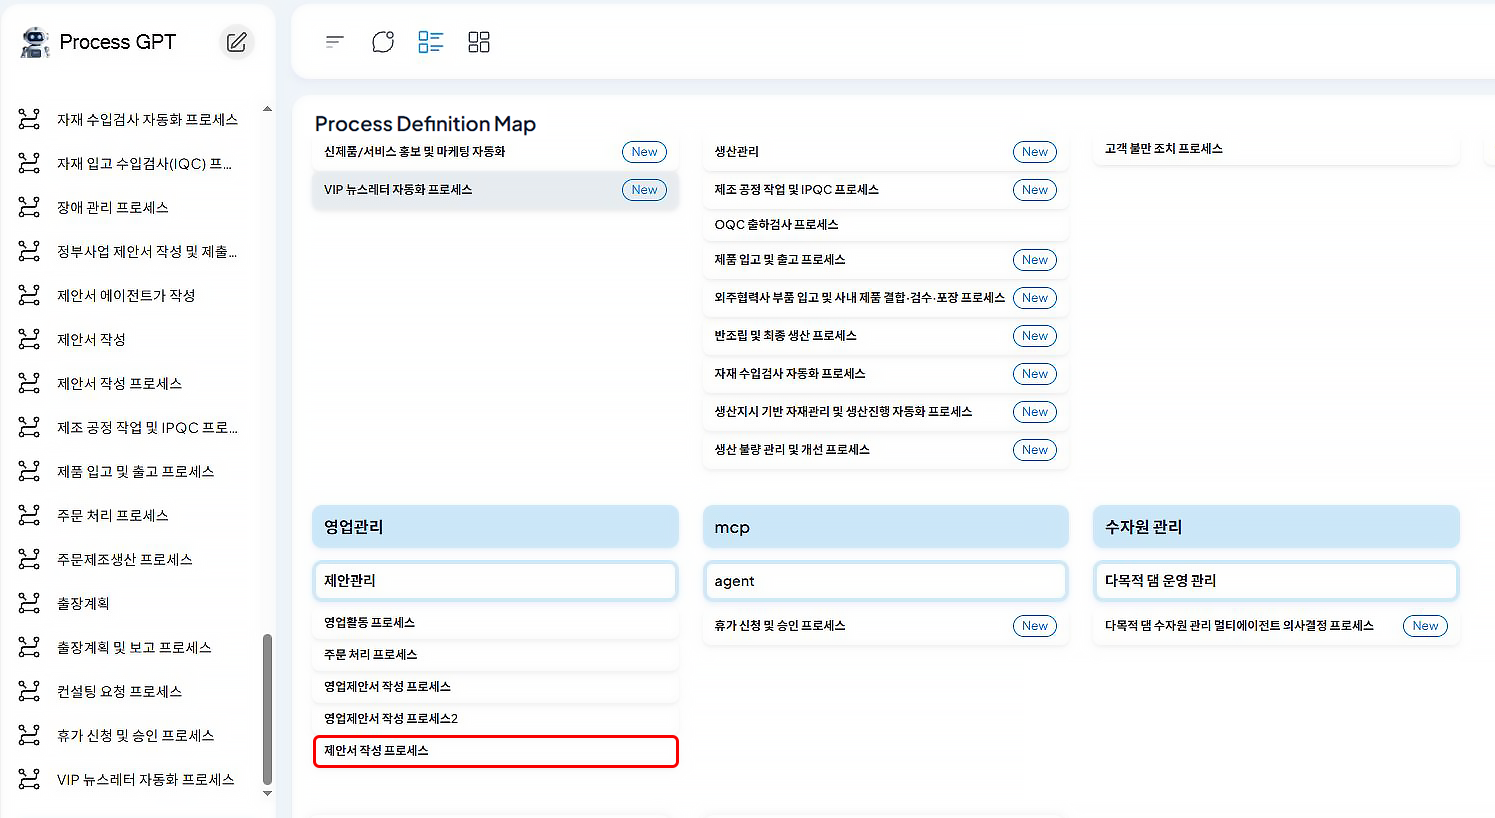 Process GPT
자재 수입검사 자동화 프로세스
자재 입고 수입검사(IQC) 프...
장애 관리 프로세스
정부사업 제안서 작성 및 제출...
제안서 에이전트가 작성
제안서 작성
제안서 작성 프로세스
제조 공정 작업 및 IPQC 프로...
제품 입고 및 출고 프로세스
주문 처리 프로세스
주문제조생산 프로세스
출장계획
출장계획 및 보고 프로세스
컨설팅 요청 프로세스
휴가 신청 및 승인 프로세스
VIP 뉴스레터 자동화 프로세스
Process Definition Map
신제품/서비스 홍보 및 마케팅 자동화 New
VIP 뉴스레터 자동화 프로세스 New
생산관리 New
제조 공정 작업 및 IPQC 프로세스 New
OQC 출하검사 프로세스
제품 입고 및 출고 프로세스 New
외주협력사 부품 입고 및 사내 제품 결합·검수·포장 프로세스 New
반조립 및 최종 생산 프로세스 New
자재 수입검사 자동화 프로세스 New
생산지시 기반 자재관리 및 생산진행 자동화 프로세스 New
생산 불량 관리 및 개선 프로세스 New
고객 불만 조치 프로세스
영업관리
제안관리
영업활동 프로세스
주문 처리 프로세스
영업제안서 작성 프로세스
영업제안서 작성 프로세스2
제안서 작성 프로세스
mcp
agent
휴가 신청 및 승인 프로세스 New
수자원 관리
다목적 댐 운영 관리
다목적 댐 수자원 관리 멀티에이전트 의사결정 프로세스 New